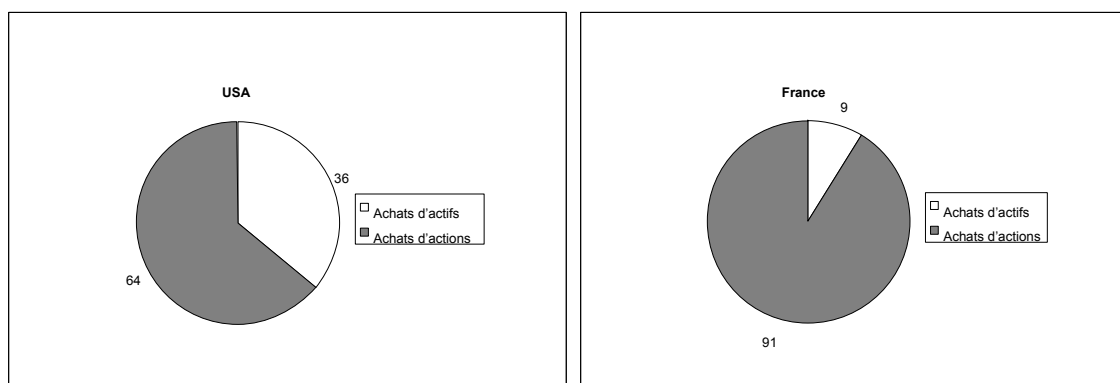 USA
36
64
Achats d'actifs
Achats d'actions
France
9
91
Achats d'actifs
Achats d'actions